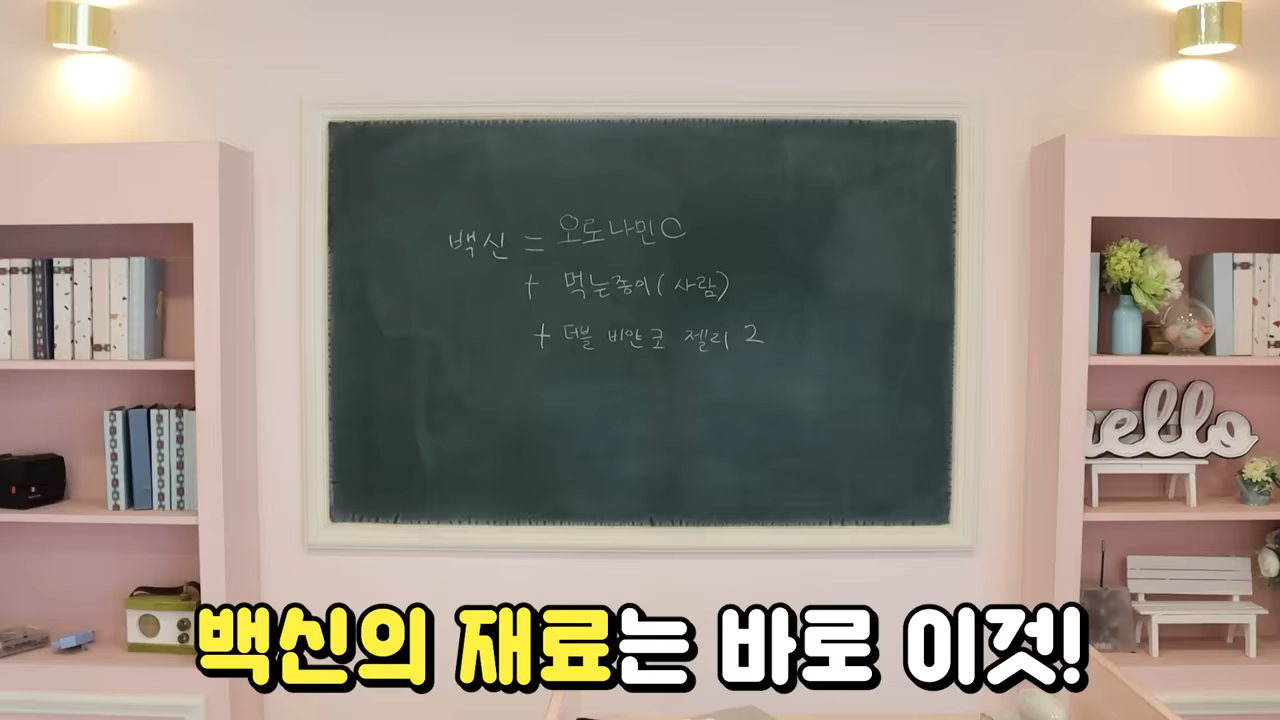 백신 = 오로나민C
+ 먹는종이(사람)
+ 더블 비얀코 젤리 2
hello
백신의 재료는 바로 이것!